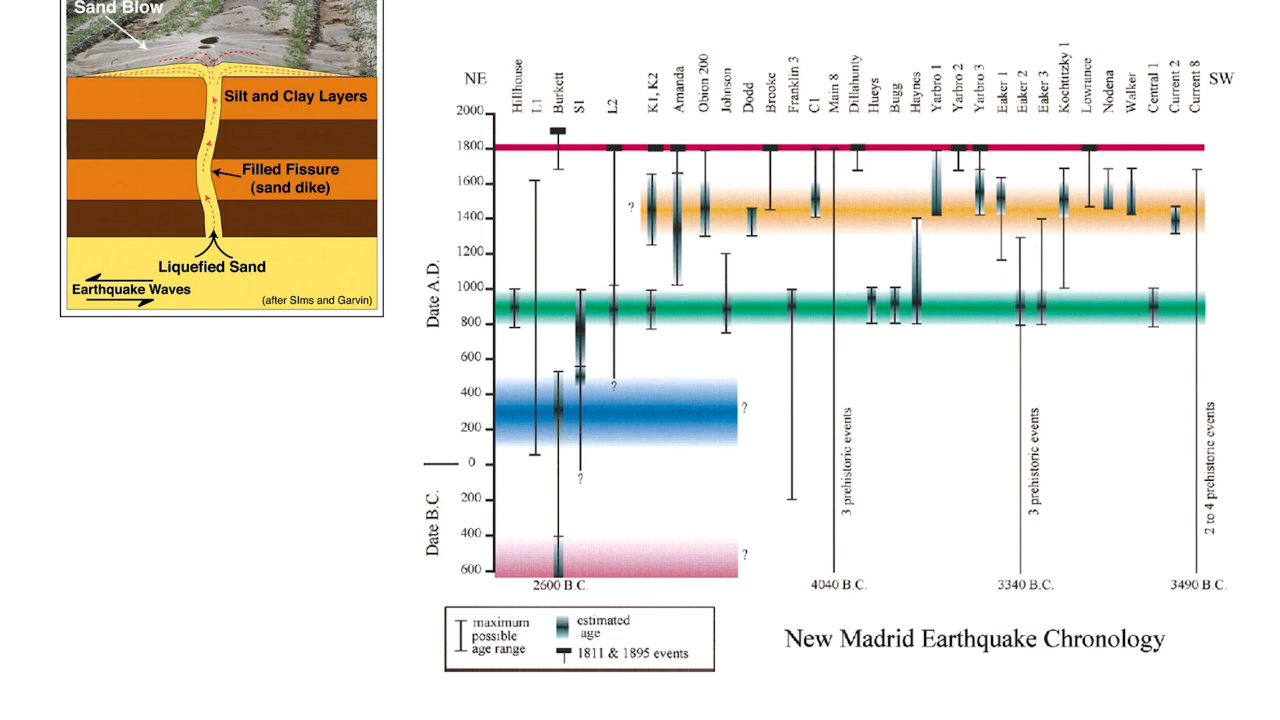 Sand Blow
Silt and Clay Layers
Filled Fissure
(sand dike)
Liquefied Sand
Earthquake Waves
(after SIms and Garvin)
NE
Hillhouse
L1
Burkett
S1
L2
K1, K2
Amanda
Obion 200
Johnson
Dodd
Brooke
Franklin 3
C1
Main 8
Dillahunty
Hueys
Bugg
Haynes
Yarbro 1
Yarbro 2
Yarbro 3
Eaker 1
Eaker 2
Eaker 3
Kochtitzky 1
Lowrance
Nodena
Walker
Central 1
Current 2
Current 8
SW
Date A.D.
2000
1800
1600
1400
1200
1000
800
600
400
200
0
Date B.C.
200
400
600
?
?
?
?
?
3 prehistoric events
3 prehistoric events
2 to 4 prehistoric events
2600 B.C.
4040 B.C.
3340 B.C.
3490 B.C.
maximum
possible
age range
estimated
age
1811 & 1895 events
New Madrid Earthquake Chronology